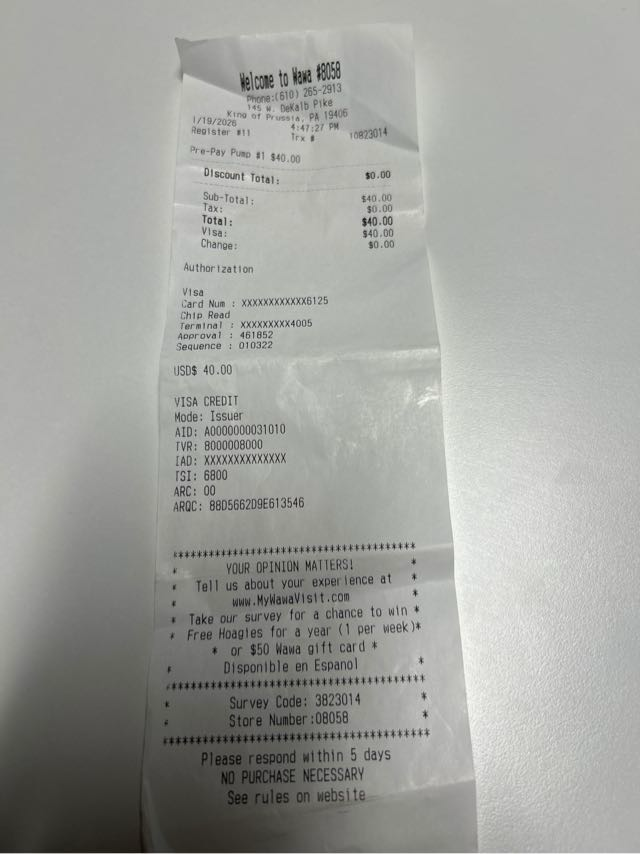 Welcome to Wawa #8058
Phone:(610) 265-2913
145 W. DeKalb Pike
King of Prussia, PA 19406
1/19/2026 4:47:27 PM
Register #11 Trx # 10823014
Pre-Pay Pump #1 $40.00
Discount Total: $0.00
Sub-Total: $40.00
Tax: $0.00
Total: $40.00
Visa: $40.00
Change: $0.00
Authorization
Visa
Card Num : XXXXXXXXXXXX6125
Chip Read
Terminal : XXXXXXXXX4005
Approval : 461852
Sequence : 010322
USD$ 40.00
VISA CREDIT
Mode: Issuer
AID: A0000000031010
TVR: 8000008000
IAD: XXXXXXXXXXXXXX
TSI: 6800
ARC: 00
ARQC: 88D5662D9E613546
******************************************
* YOUR OPINION MATTERS! *
* Tell us about your experience at *
* www.MyWawaVisit.com *
* Take our survey for a chance to win *
* Free Hoagies for a year (1 per week)*
* or $50 Wawa gift card *
* Disponible en Espanol *
******************************************
* Survey Code: 3823014 *
* Store Number:08058 *
******************************************
Please respond within 5 days
NO PURCHASE NECESSARY
See rules on website